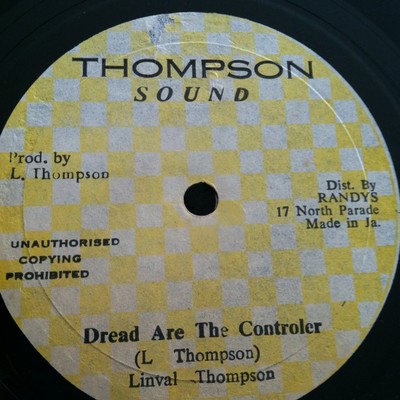 THOMPSON
SOUND
Prod. by
L. Thompson
Dist. By
RANDYS
17 North Parade
Made in Ja.
UNAUTHORISED
COPYING
PROHIBITED
Dread Are The Controler
(L Thompson)
Linval Thompson